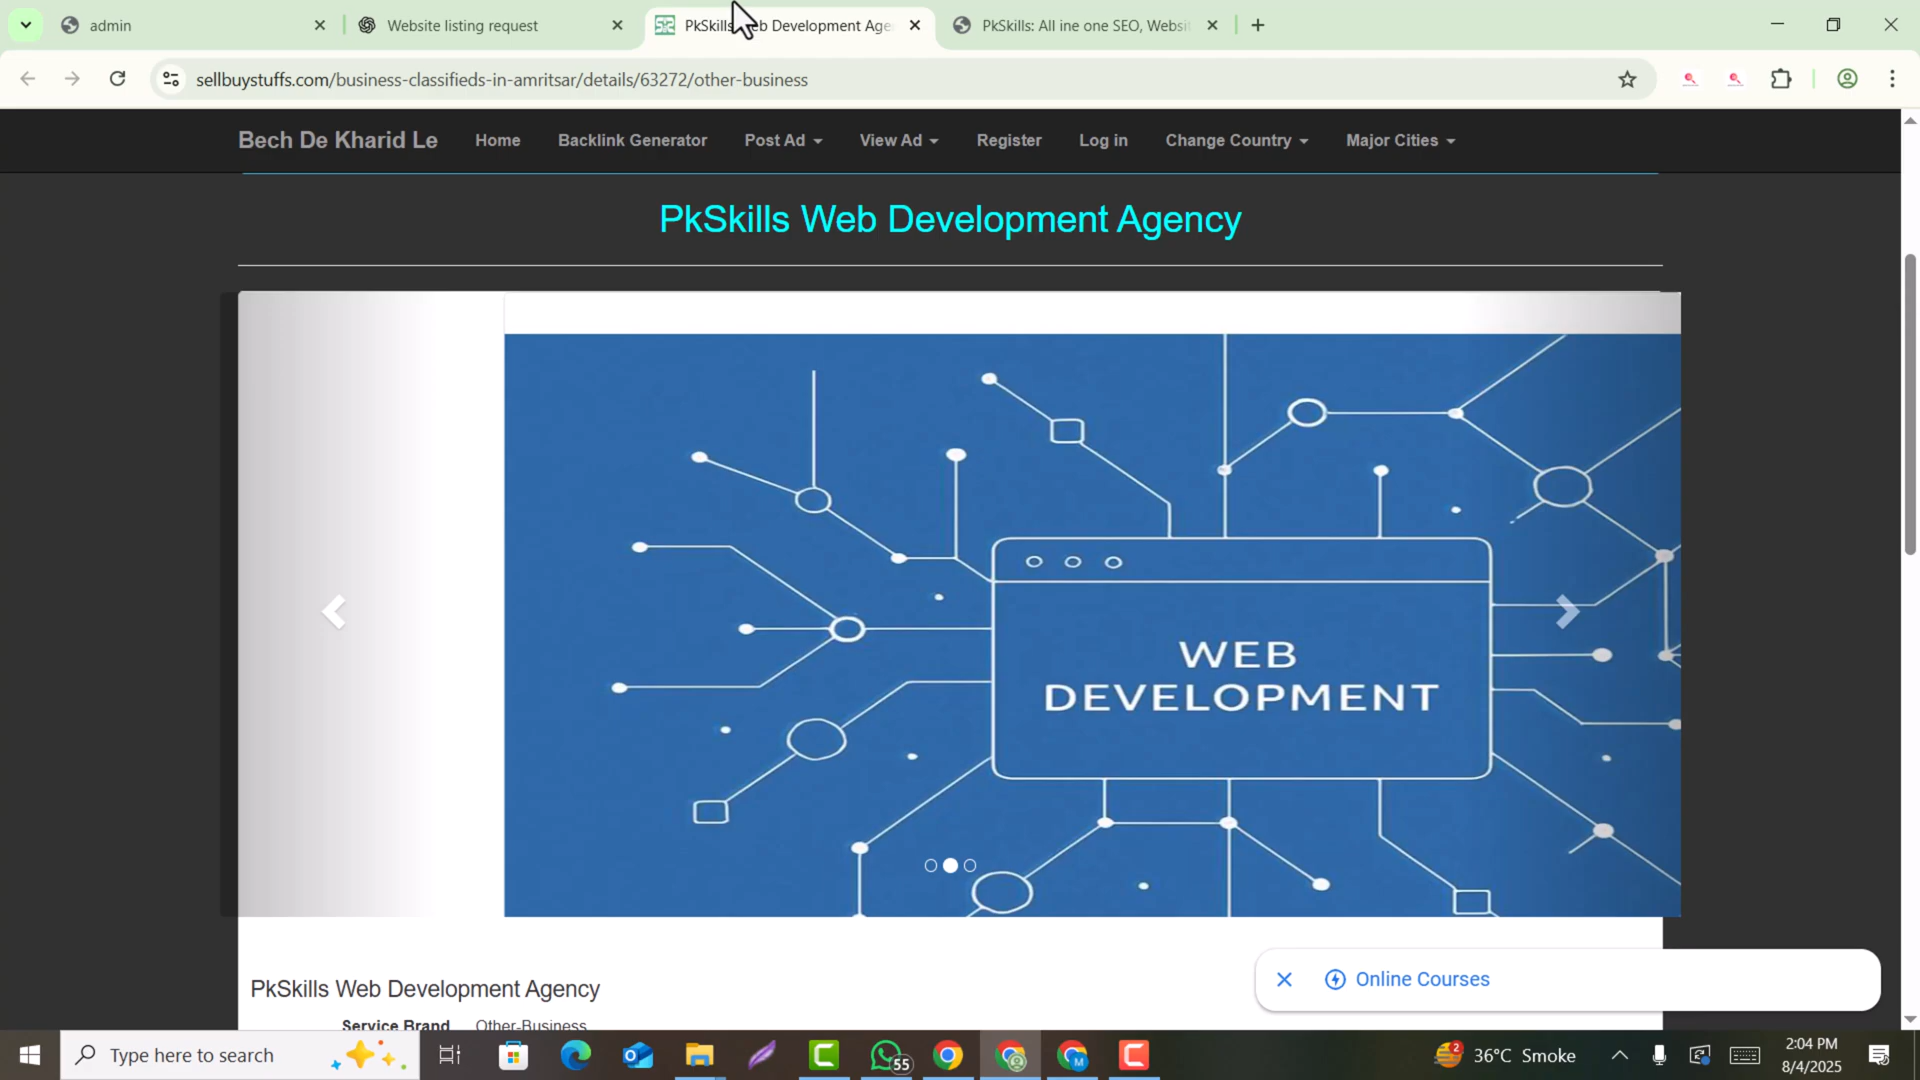 admin
Website listing request
PkSkills Web Development Age
PkSkills: All ine one SEO, Websit
sellbuystuffs.com/business-classifieds-in-amritsar/details/63272/other-business
Bech De Kharid Le
Home
Backlink Generator
Post Ad
View Ad
Register
Log in
Change Country
Major Cities
PkSkills Web Development Agency
WEB
DEVELOPMENT
PkSkills Web Development Agency
Service Brand Other-Business
Online Courses
Type here to search
55
2
36°C Smoke
2:04 PM
8/4/2025